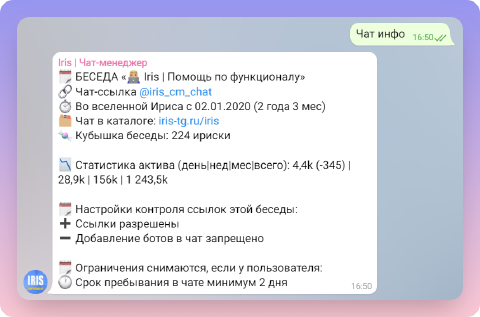 Чат инфо 16:50
Iris | Чат-менеджер
БЕСЕДА «👩🏼‍💻 Iris | Помощь по функционалу»
Чат-ссылка @iris_cm_chat
Во вселенной Ириса с 02.01.2020 (2 года 3 мес)
Чат в каталоге: iris-tg.ru/iris
Кубышка беседы: 224 ириски
Статистика актива (день|нед|мес|всего): 4,4k (-345) |
28,9k | 156k | 1 243,5k
Настройки контроля ссылок этой беседы:
➕ Ссылки разрешены
➖ Добавление ботов в чат запрещено
Ограничения снимаются, если у пользователя:
Срок пребывания в чате минимум 2 дня
16:50
IRIS